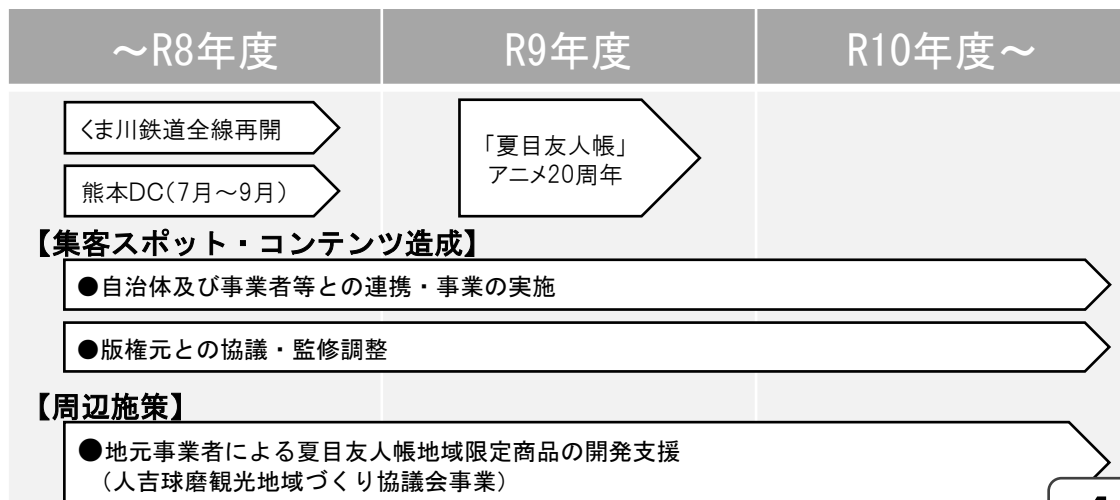 ～R8年度
R9年度
R10年度～
くま川鉄道全線再開
熊本DC(7月～9月)
「夏目友人帳」
アニメ20周年
【集客スポット・コンテンツ造成】
●自治体及び事業者等との連携・事業の実施
●版権元との協議・監修調整
【周辺施策】
●地元事業者による夏目友人帳地域限定商品の開発支援
（人吉球磨観光地域づくり協議会事業）